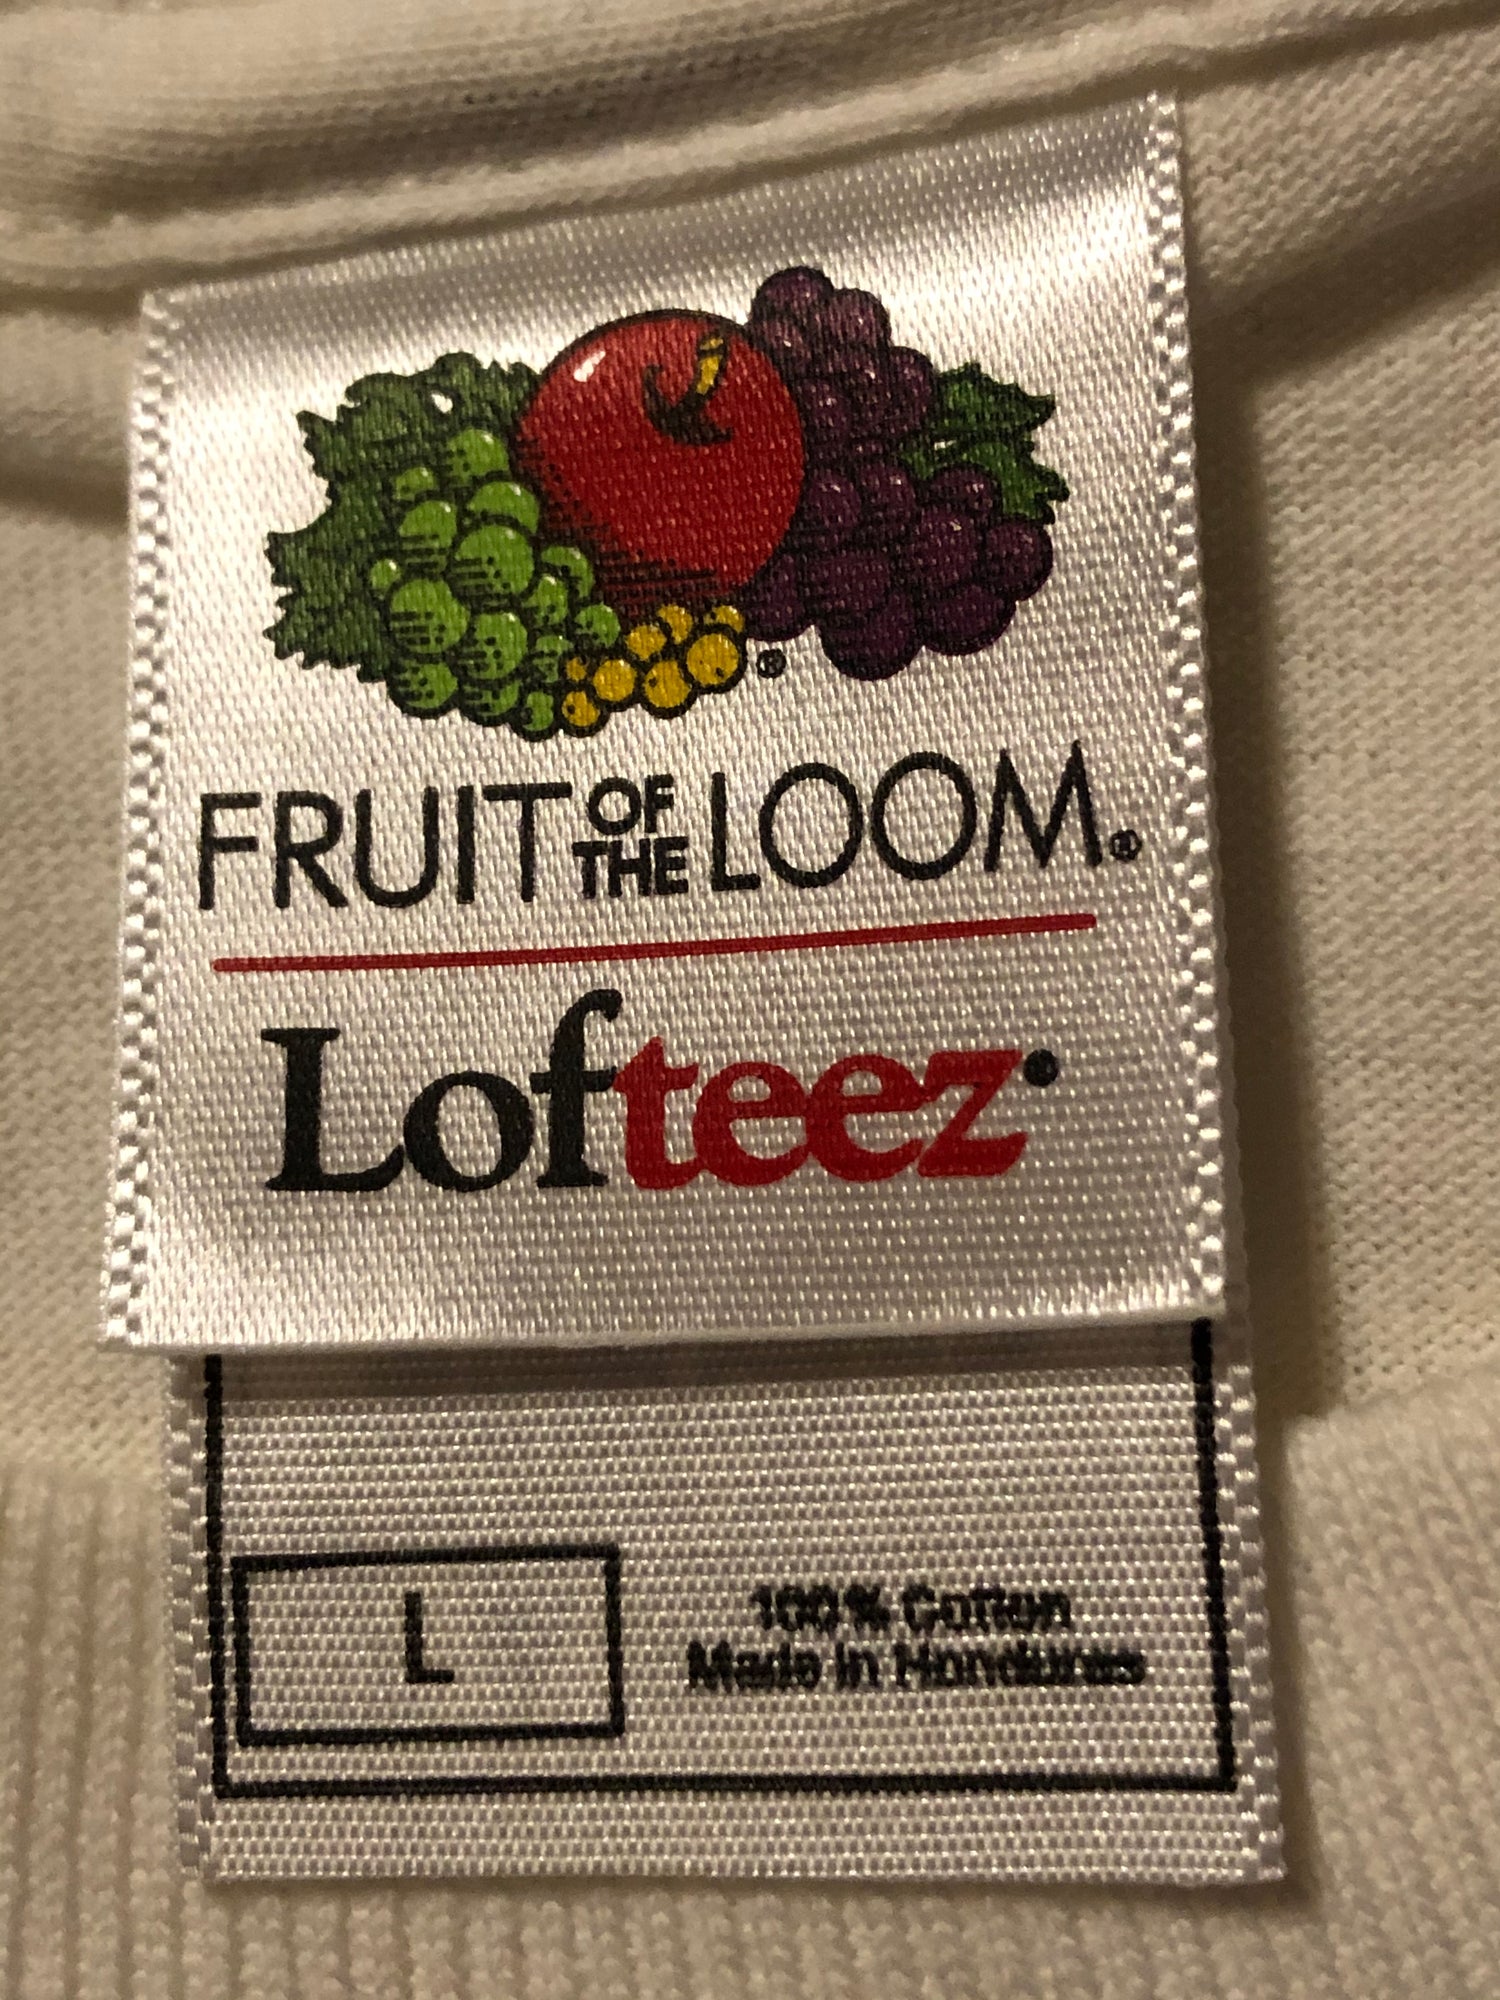 ®
FRUIT OF THE LOOM®
Lofteez®
L
100% Cotton
Made in Honduras